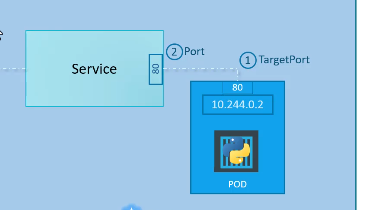 Service
80
2 Port
1 TargetPort
80
10.244.0.2
POD